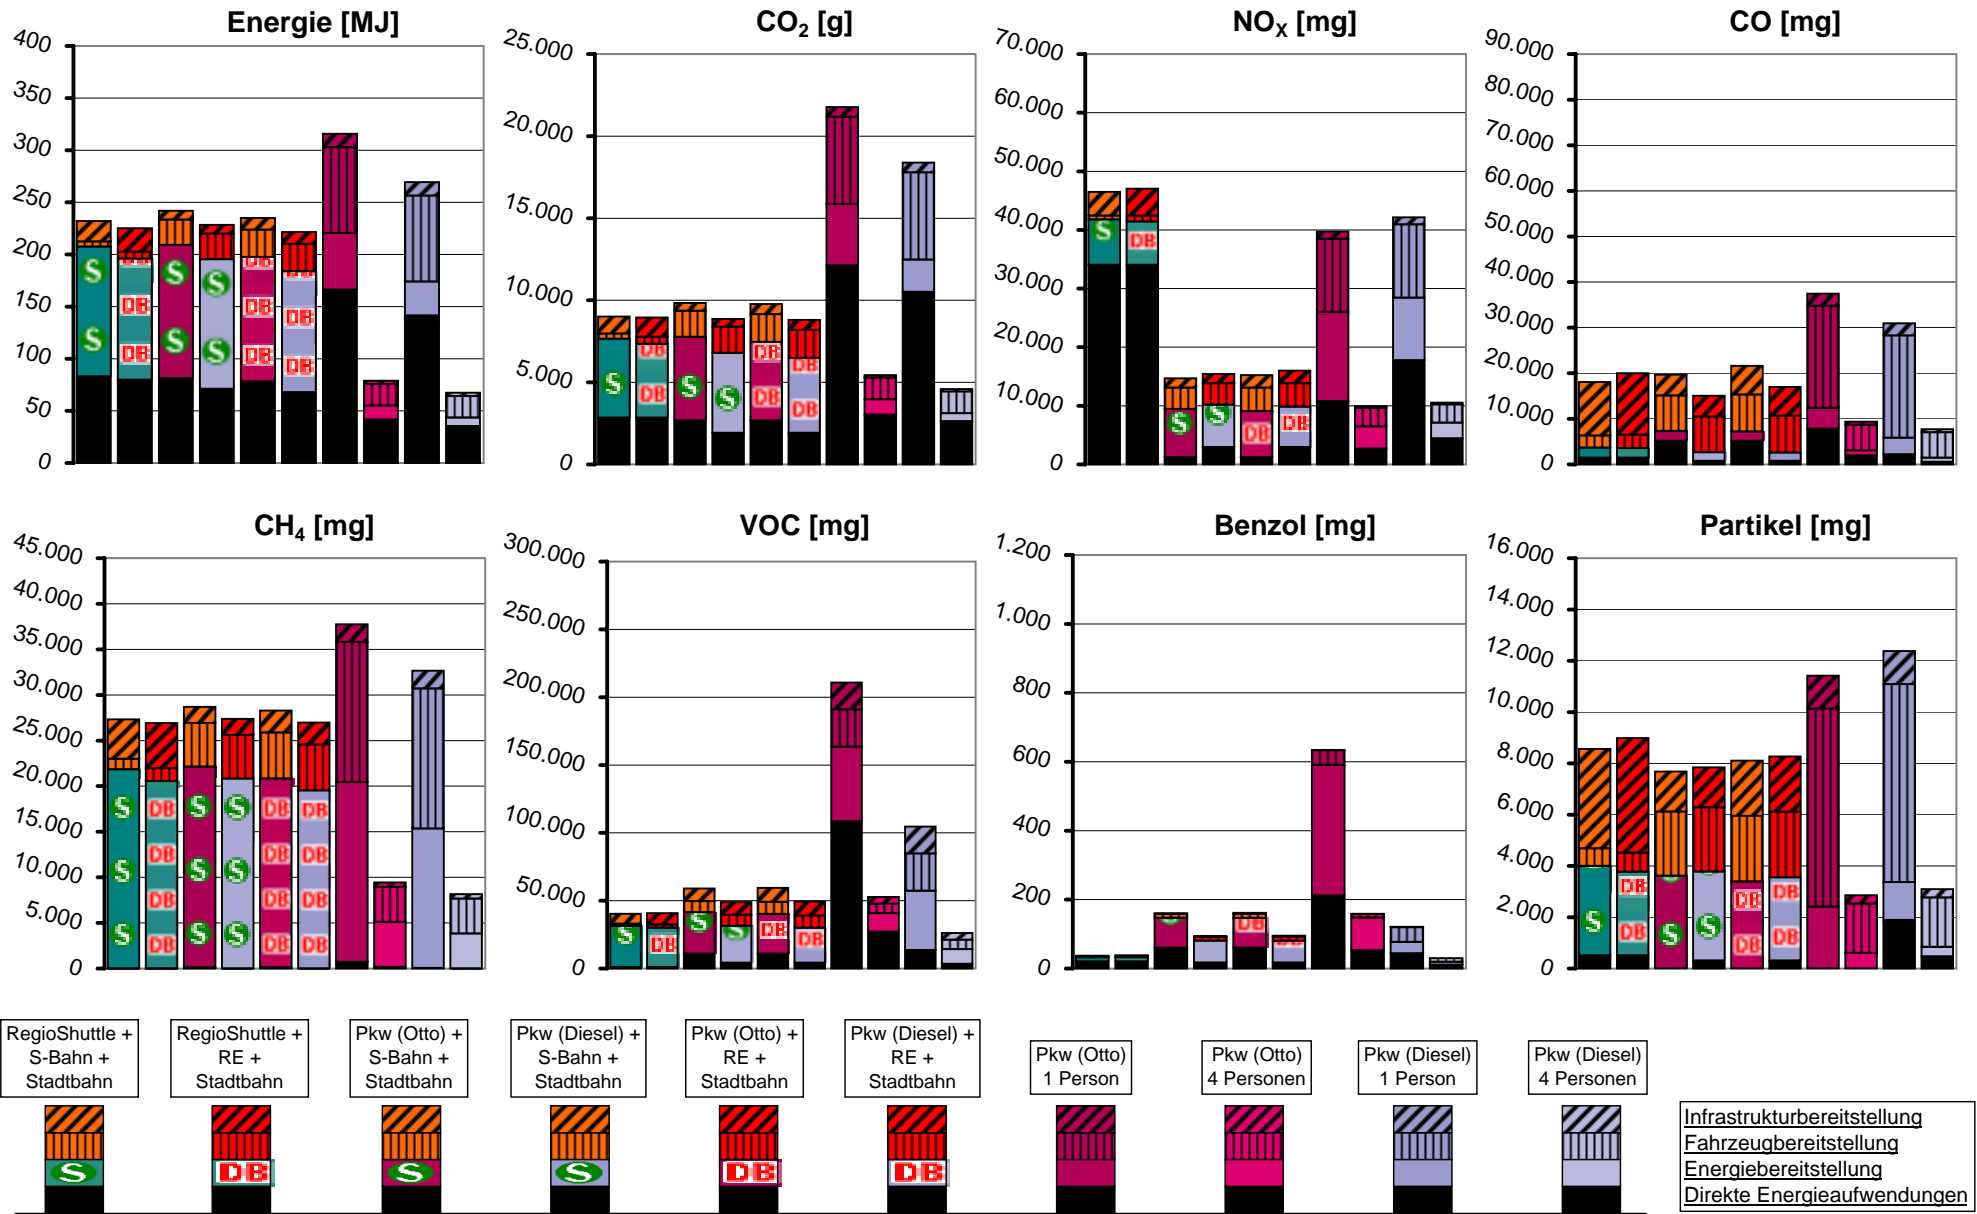 Energie [MJ]
400
350
300
250
200
150
100
50
0
CO2 [g]
25.000
20.000
15.000
10.000
5.000
0
NOX [mg]
70.000
60.000
50.000
40.000
30.000
20.000
10.000
0
S
DB
S
S
DB
DB
CO [mg]
90.000
80.000
70.000
60.000
50.000
40.000
30.000
20.000
10.000
0
CH4 [mg]
45.000
40.000
35.000
30.000
25.000
20.000
15.000
10.000
5.000
0
VOC [mg]
300.000
250.000
200.000
150.000
100.000
50.000
0
Benzol [mg]
1.200
1.000
800
600
400
200
0
Partikel [mg]
16.000
14.000
12.000
10.000
8.000
6.000
4.000
2.000
0
RegioShuttle +
S-Bahn +
Stadtbahn
RegioShuttle +
RE +
Stadtbahn
Pkw (Otto) +
S-Bahn +
Stadtbahn
Pkw (Diesel) +
S-Bahn +
Stadtbahn
Pkw (Otto) +
RE +
Stadtbahn
Pkw (Diesel) +
RE +
Stadtbahn
Pkw (Otto)
1 Person
Pkw (Otto)
4 Personen
Pkw (Diesel)
1 Person
Pkw (Diesel)
4 Personen
S
DB
S
S
DB
DB
Infrastrukturbereitstellung
Fahrzeugbereitstellung
Energiebereitstellung
Direkte Energieaufwendungen